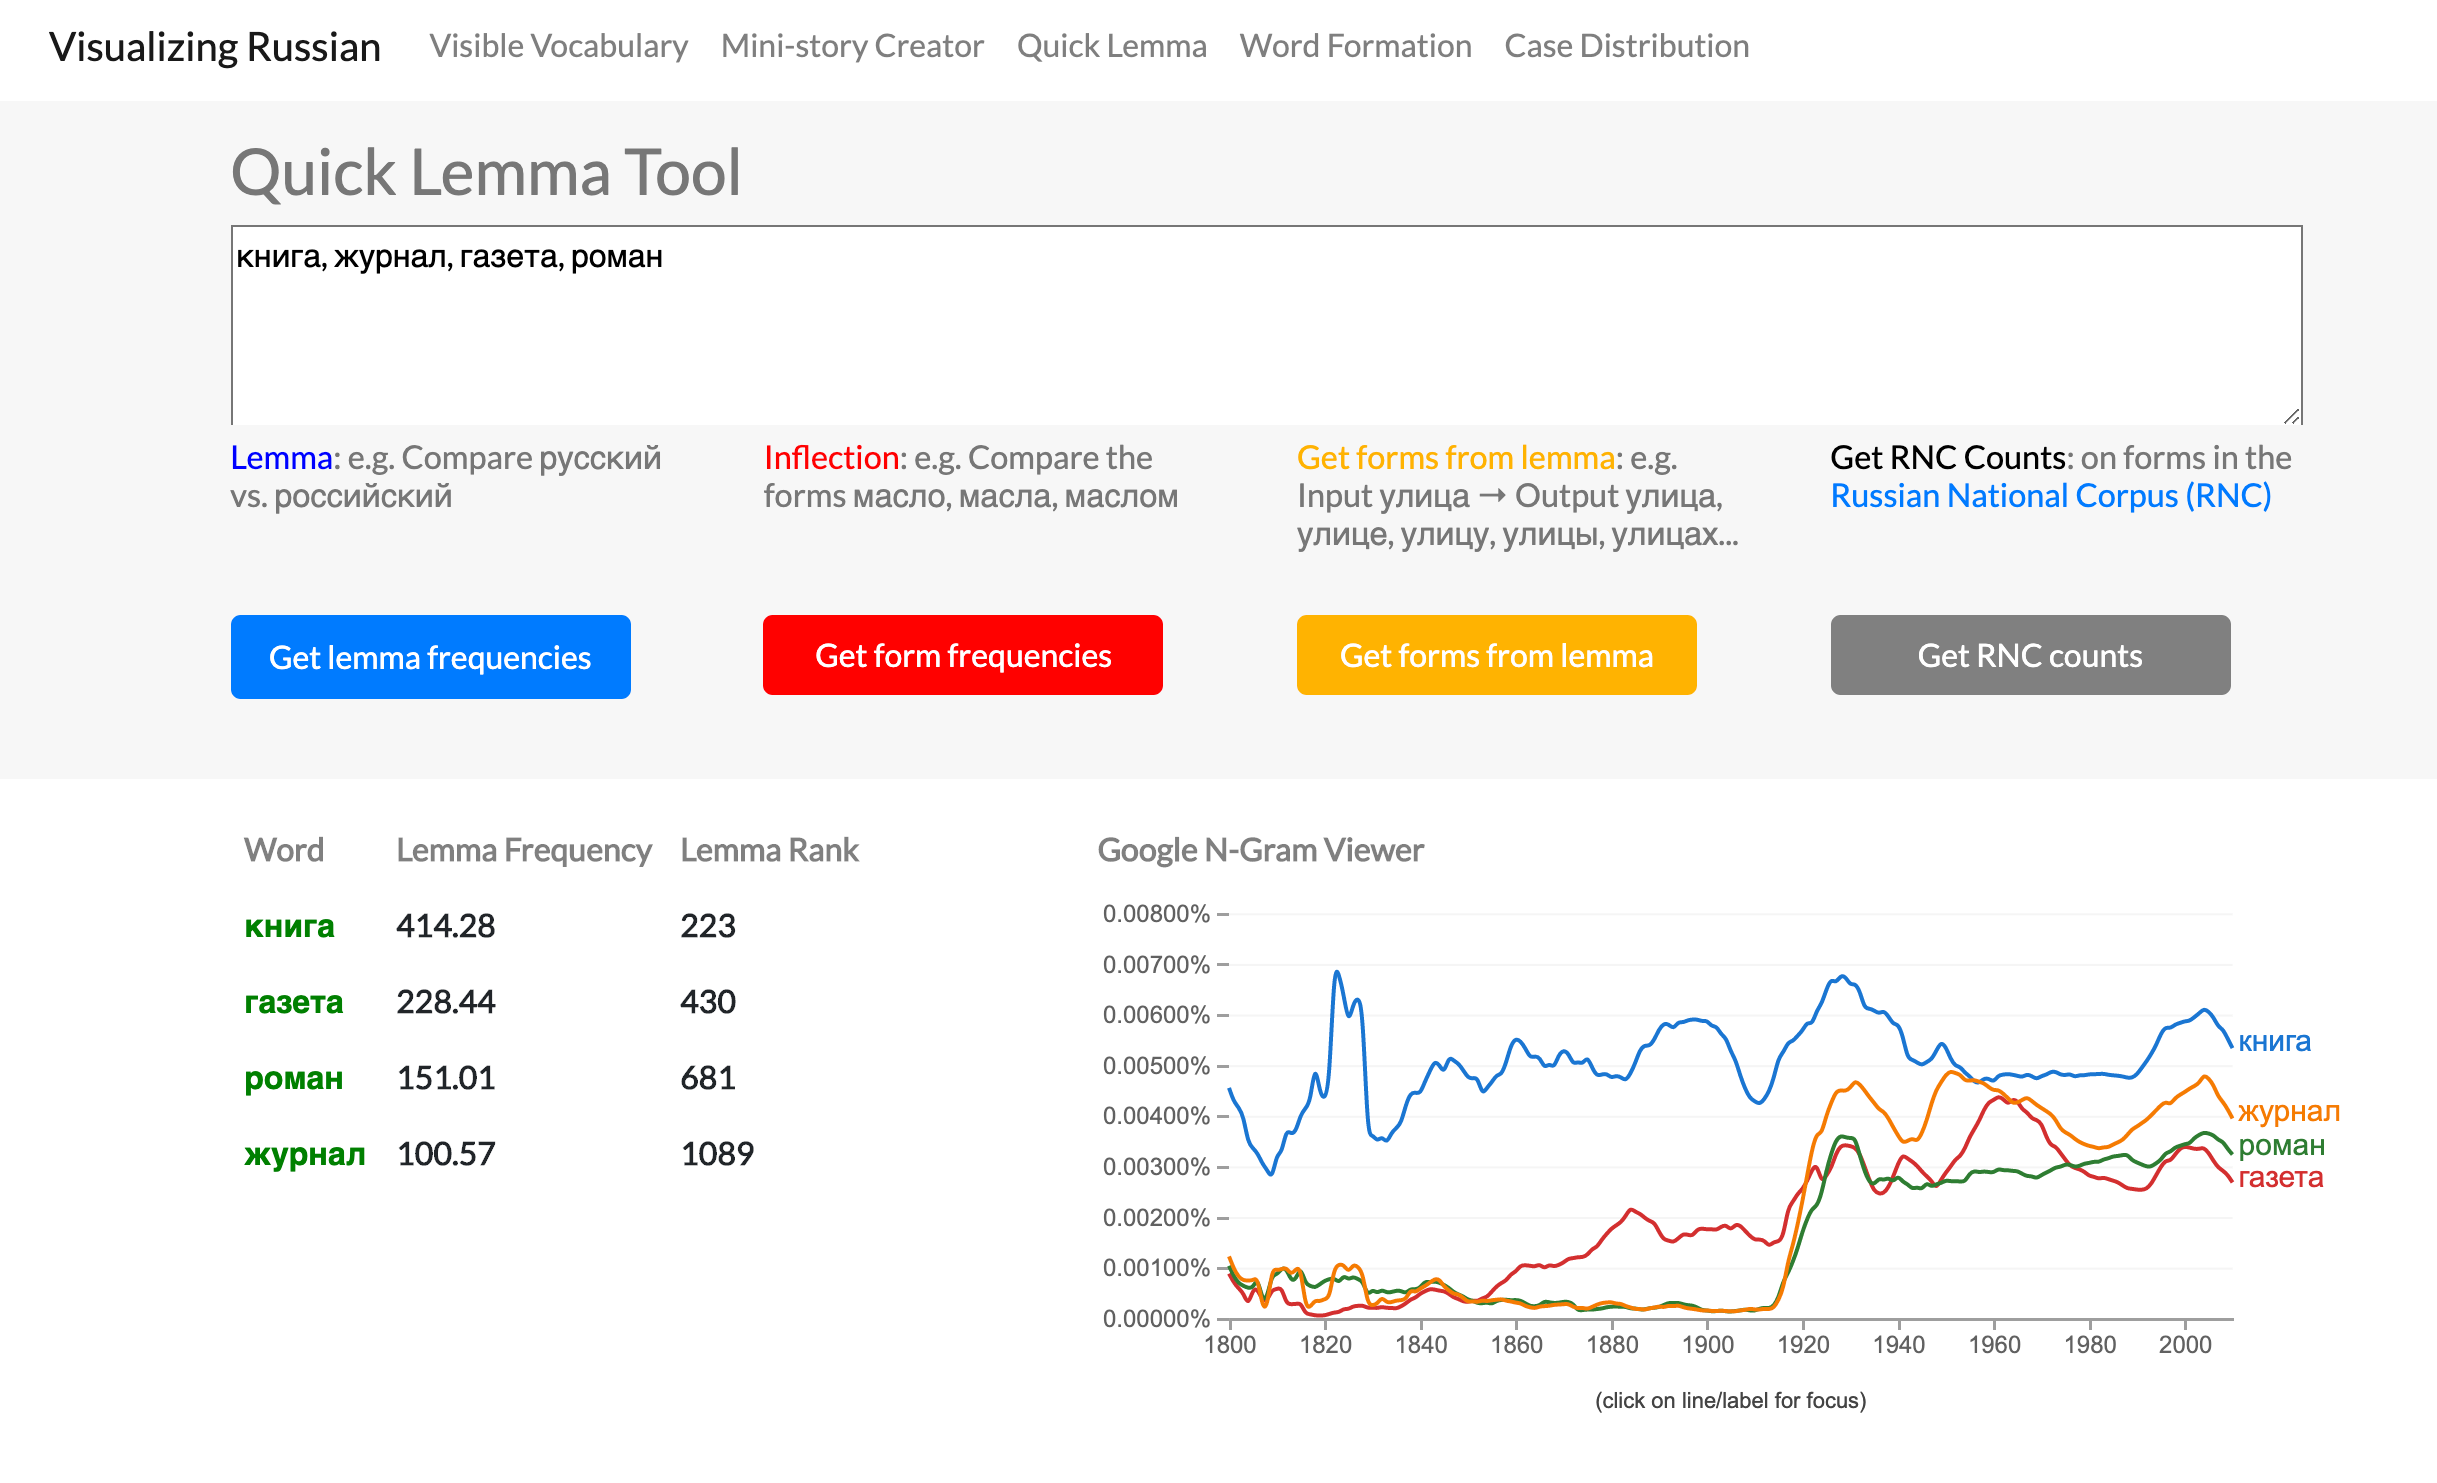 Visualizing Russian Visible Vocabulary Mini-story Creator Quick Lemma Word Formation Case Distribution
Quick Lemma Tool
книга, журнал, газета, роман
Lemma: e.g. Compare русский
vs. российский
Inflection: e.g. Compare the
forms масло, масла, маслом
Get forms from lemma: e.g.
Input улица → Output улица,
улице, улицу, улицы, улицах...
Get RNC Counts: on forms in the
Russian National Corpus (RNC)
Get lemma frequencies
Get form frequencies
Get forms from lemma
Get RNC counts
Word Lemma Frequency Lemma Rank
книга 414.28 223
газета 228.44 430
роман 151.01 681
журнал 100.57 1089
Google N-Gram Viewer
0.00800%
0.00700%
0.00600%
0.00500%
0.00400%
0.00300%
0.00200%
0.00100%
0.00000%
книга
журнал
роман
газета
1800 1820 1840 1860 1880 1900 1920 1940 1960 1980 2000
(click on line/label for focus)